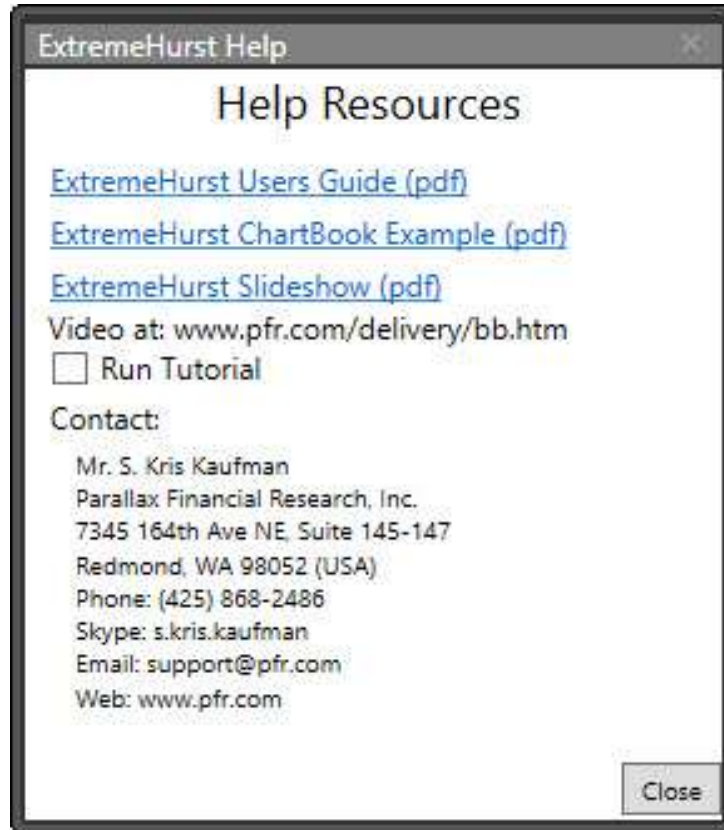 ExtremeHurst Help
Help Resources
ExtremeHurst Users Guide (pdf)
ExtremeHurst ChartBook Example (pdf)
ExtremeHurst Slideshow (pdf)
Video at: www.pfr.com/delivery/bb.htm
Run Tutorial
Contact:
Mr. S. Kris Kaufman
Parallax Financial Research, Inc.
7345 164th Ave NE, Suite 145-147
Redmond, WA 98052 (USA)
Phone: (425) 868-2486
Skype: s.kris.kaufman
Email: support@pfr.com
Web: www.pfr.com
Close